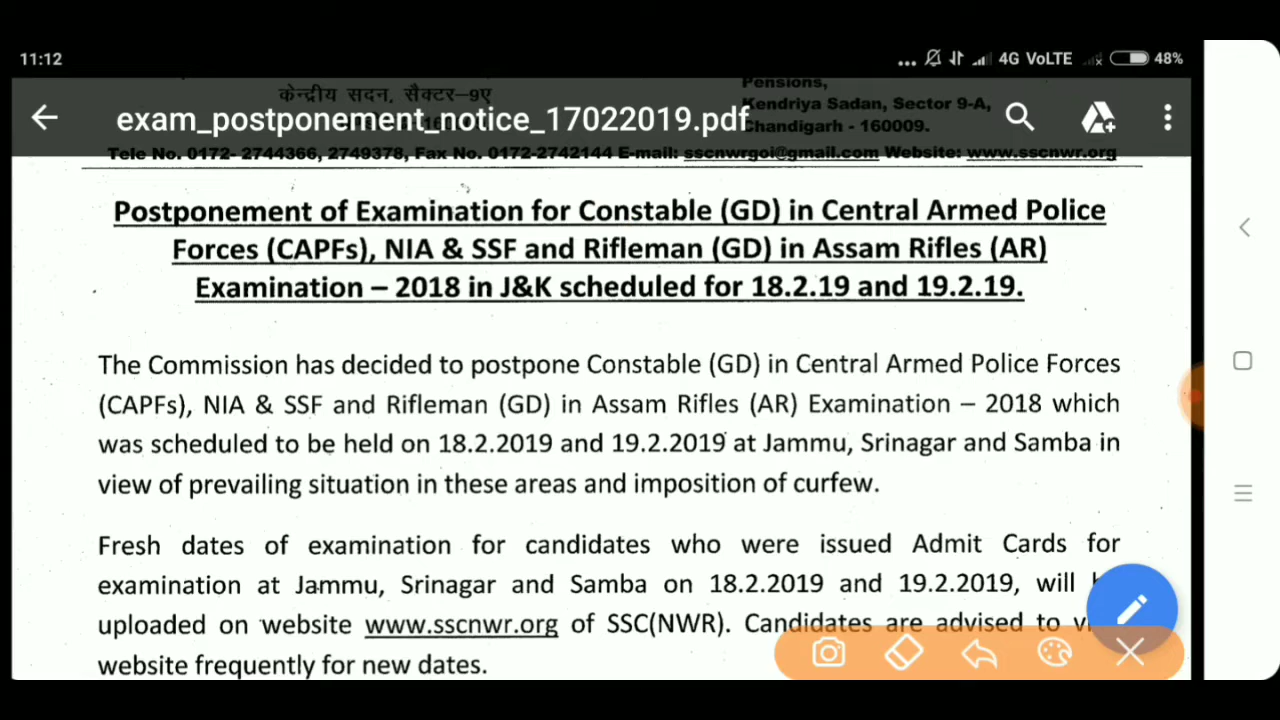 11:12
... 4G VoLTE 48%
केन्द्रीय सदन, सैक्टर–9ए
Pensions,
Kendriya Sadan, Sector 9-A,
exam_postponement_notice_17022019.pdf
Chandigarh - 160009.
Tele No. 0172- 2744366, 2749378, Fax No. 0172-2742144 E-mail: sscnwrgoi@gmail.com Website: www.sscnwr.org
Postponement of Examination for Constable (GD) in Central Armed Police
Forces (CAPFs), NIA & SSF and Rifleman (GD) in Assam Rifles (AR)
Examination – 2018 in J&K scheduled for 18.2.19 and 19.2.19.
The Commission has decided to postpone Constable (GD) in Central Armed Police Forces
(CAPFs), NIA & SSF and Rifleman (GD) in Assam Rifles (AR) Examination – 2018 which
was scheduled to be held on 18.2.2019 and 19.2.2019 at Jammu, Srinagar and Samba in
view of prevailing situation in these areas and imposition of curfew.
Fresh dates of examination for candidates who were issued Admit Cards for
examination at Jammu, Srinagar and Samba on 18.2.2019 and 19.2.2019, will
uploaded on website www.sscnwr.org of SSC(NWR). Candidates are advised to
website frequently for new dates.